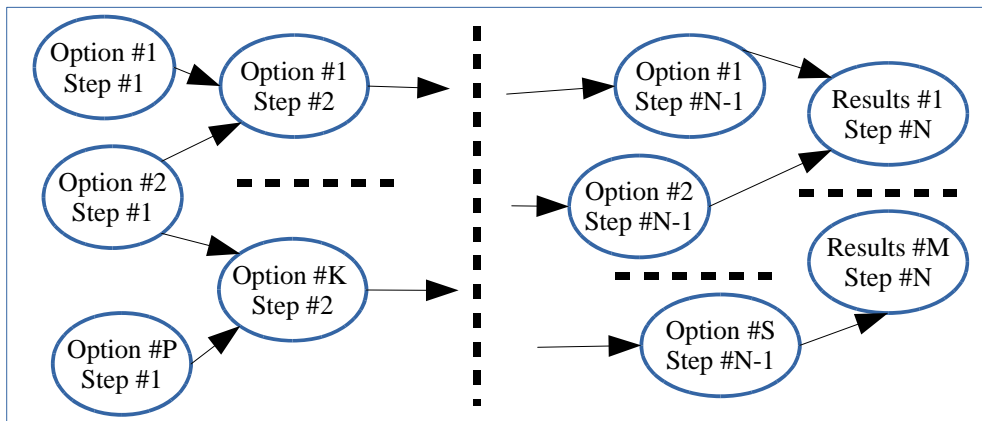 Option #1
Step #1
Option #1
Step #2
Option #2
Step #1
Option #K
Step #2
Option #P
Step #1
Option #1
Step #N-1
Results #1
Step #N
Option #2
Step #N-1
Results #M
Step #N
Option #S
Step #N-1